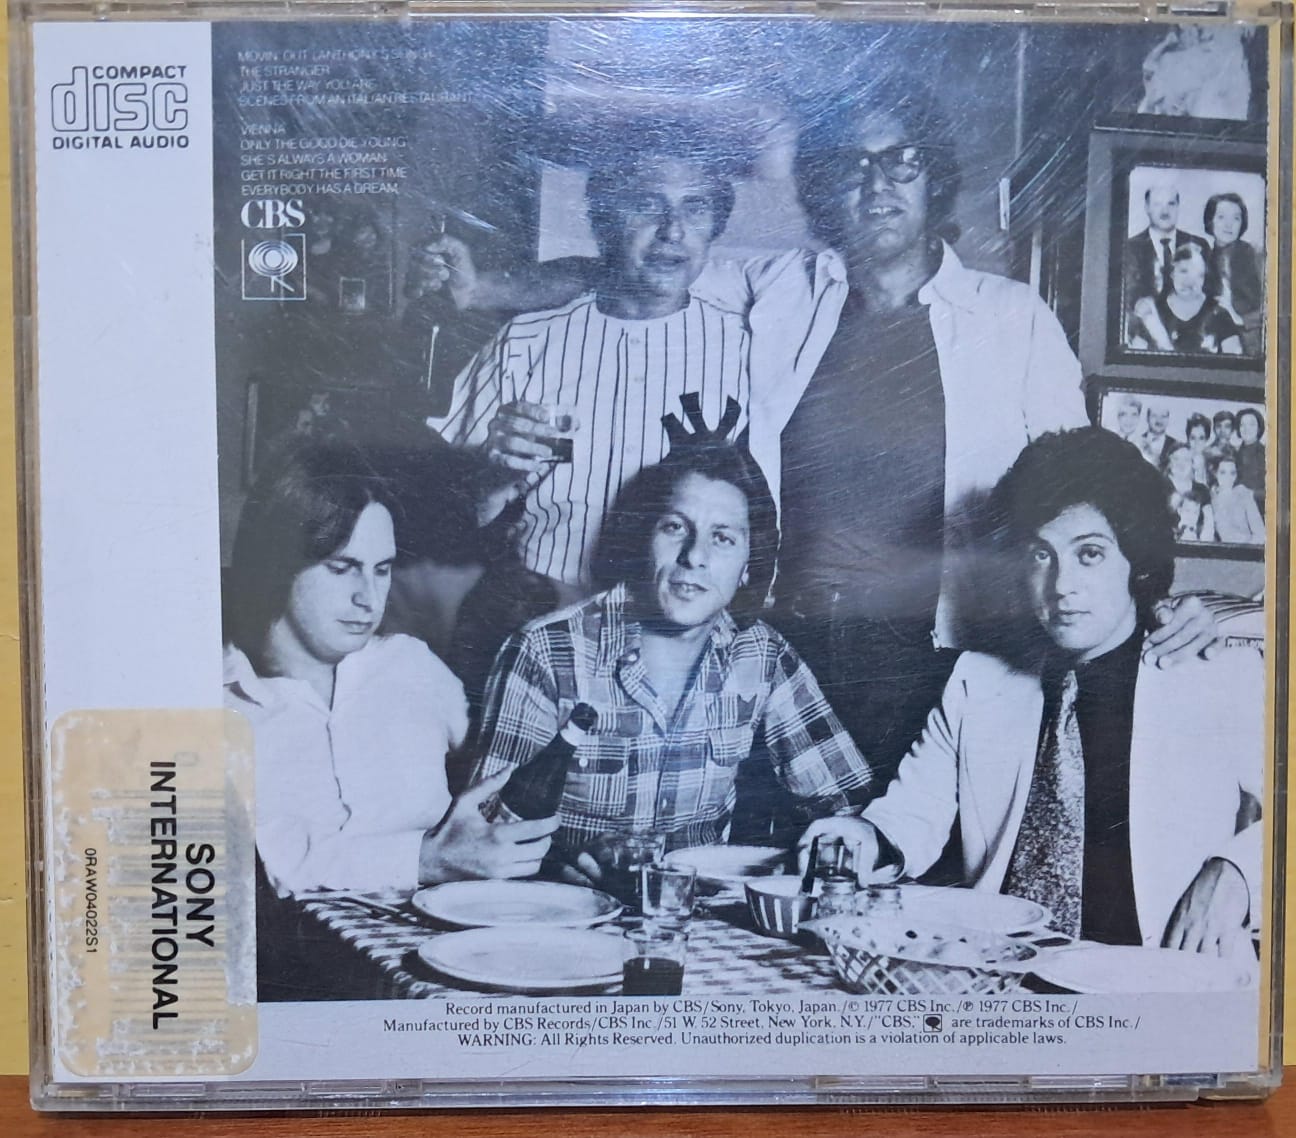 COMPACT
disc
DIGITAL AUDIO
MOVIN' OUT (ANTHONY'S SONG)
THE STRANGER
JUST THE WAY YOU ARE
SCENES FROM AN ITALIAN RESTAURANT
VIENNA
ONLY THE GOOD DIE YOUNG
SHE'S ALWAYS A WOMAN
GET IT RIGHT THE FIRST TIME
EVERYBODY HAS A DREAM
CBS
SONY
INTERNATIONAL
0RAW04022S1
Record manufactured in Japan by CBS/Sony, Tokyo, Japan./© 1977 CBS Inc./℗ 1977 CBS Inc./
Manufactured by CBS Records/CBS Inc./51 W. 52 Street, New York, N.Y./"CBS," are trademarks of CBS Inc./
WARNING: All Rights Reserved. Unauthorized duplication is a violation of applicable laws.